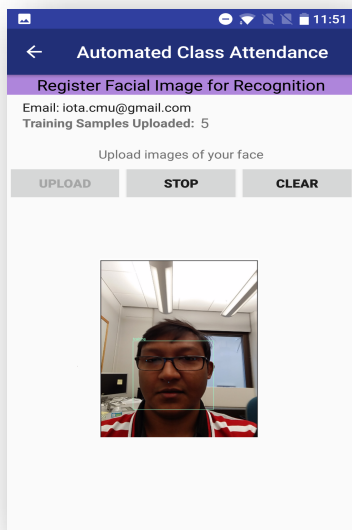 11:51
Automated Class Attendance
Register Facial Image for Recognition
Email: iota.cmu@gmail.com
Training Samples Uploaded: 5
Upload images of your face
UPLOAD STOP CLEAR